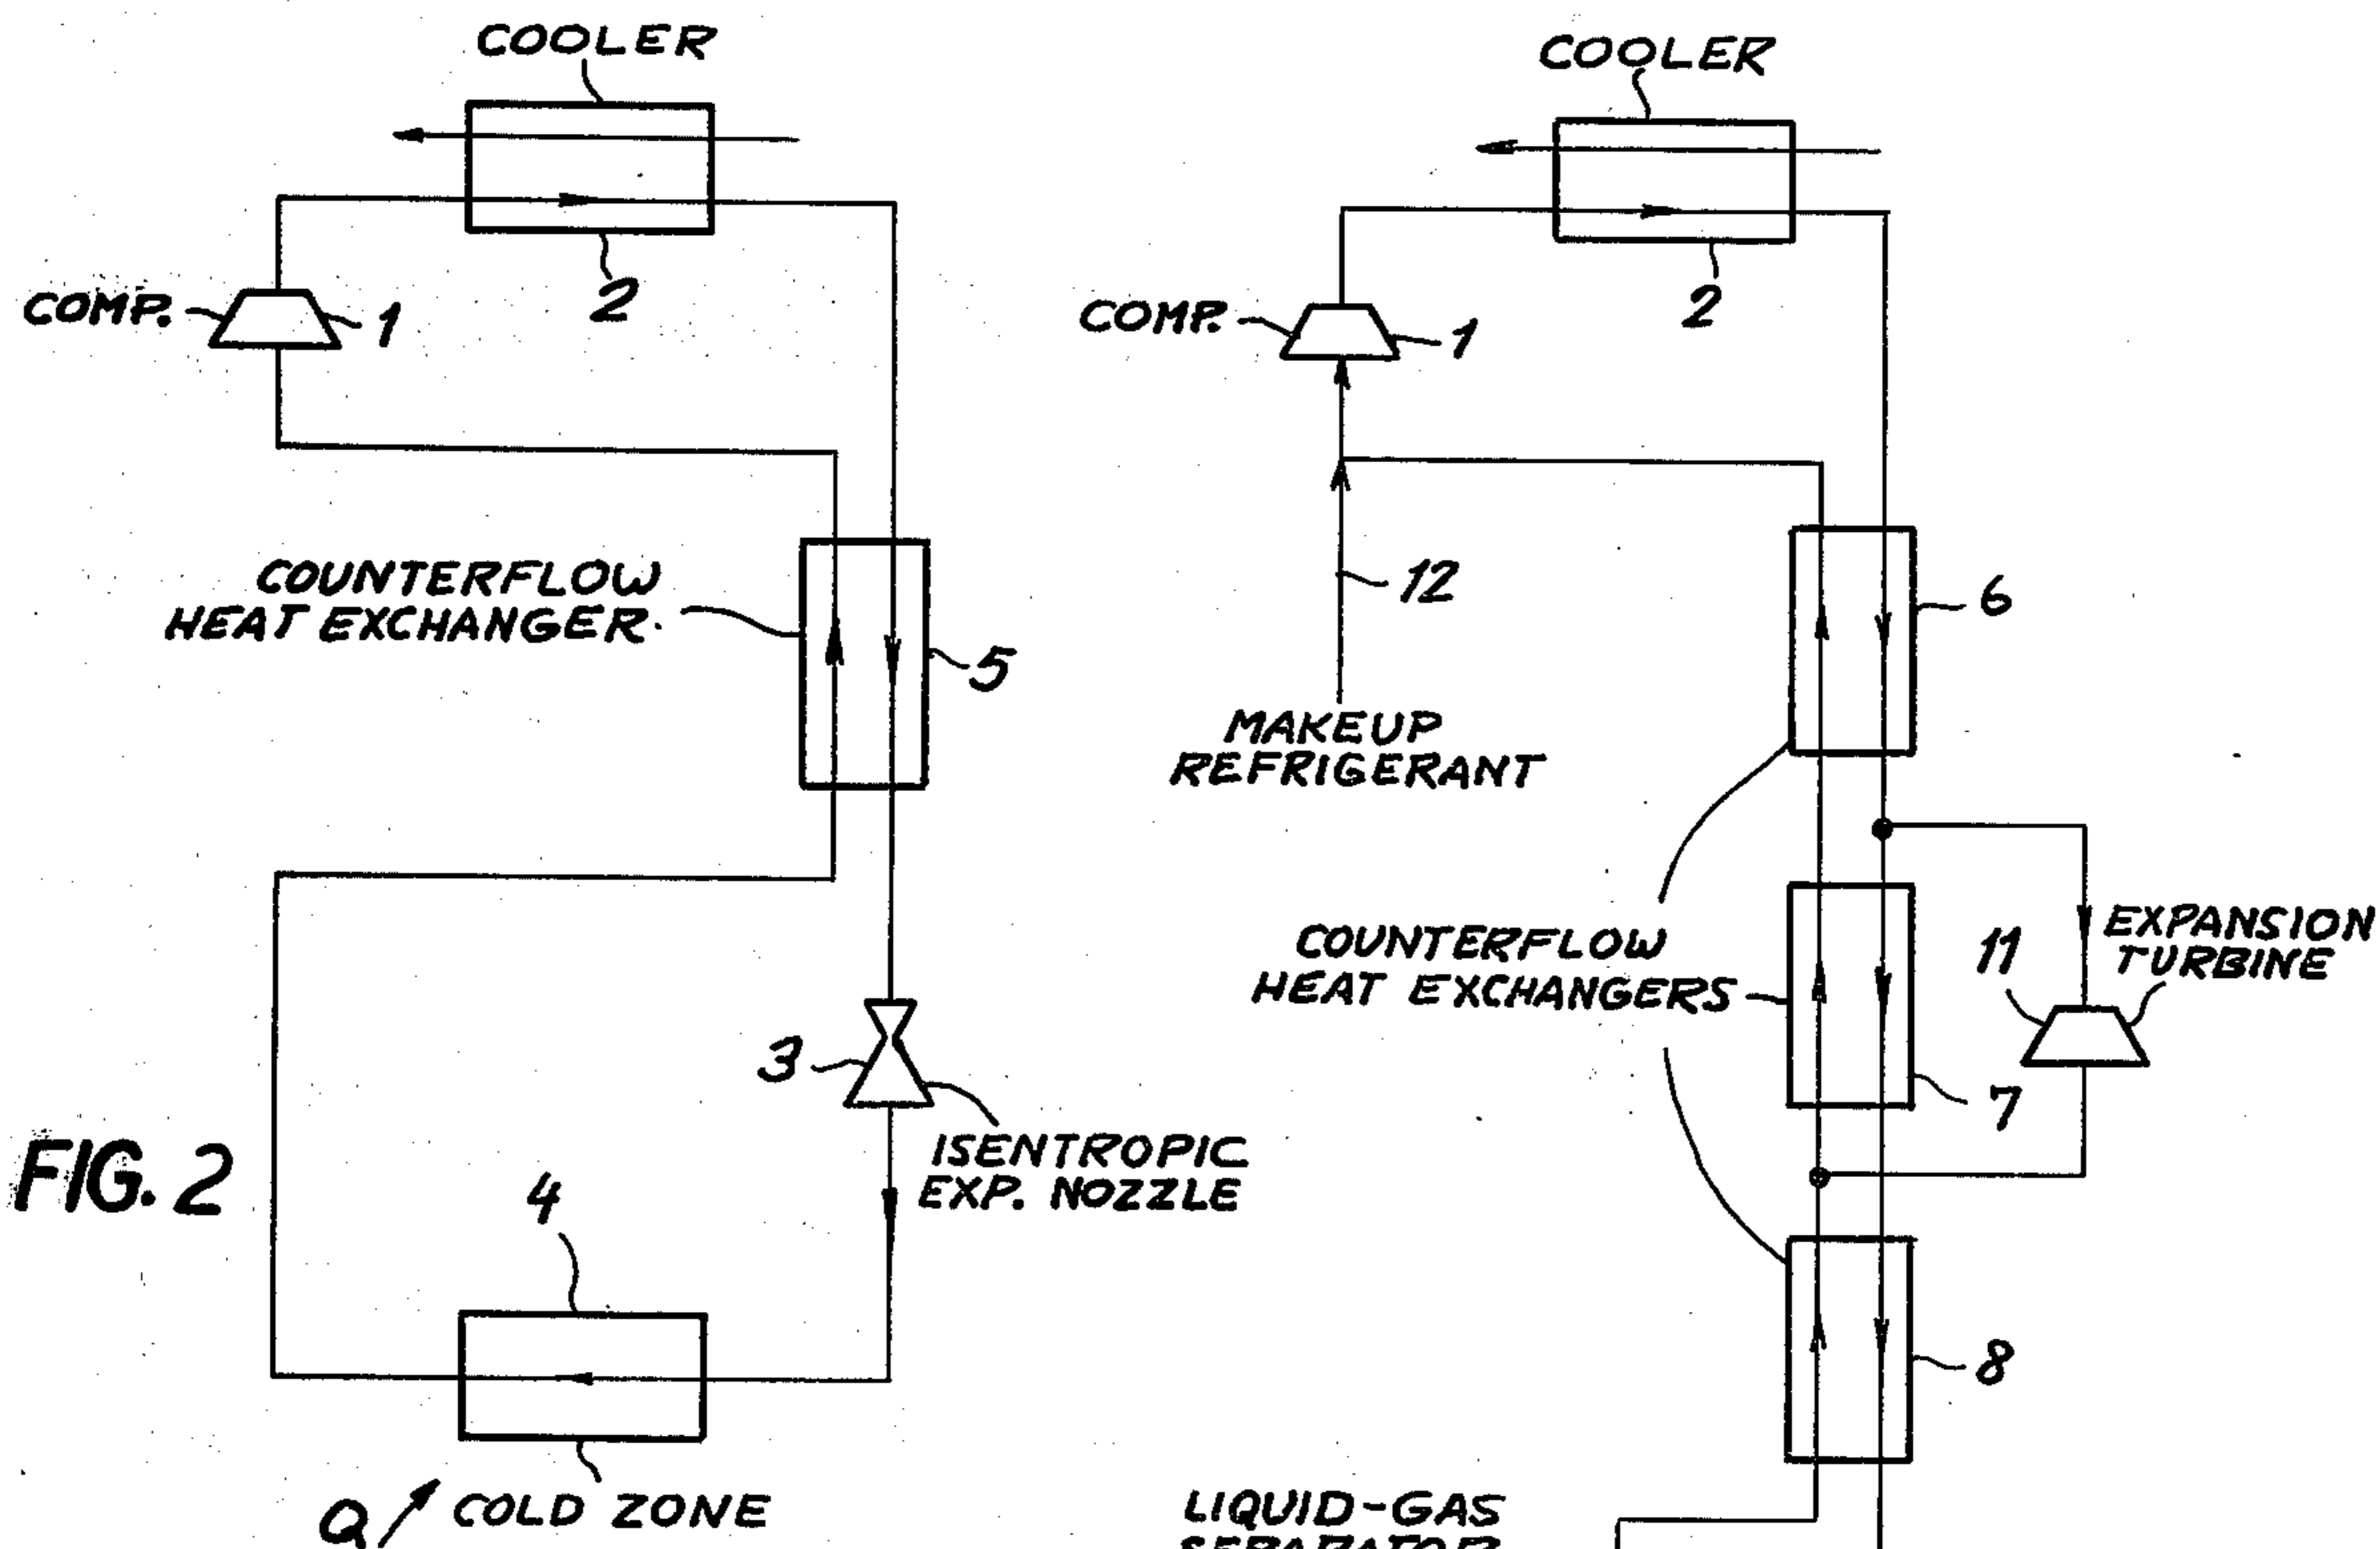 COOLER
2
COMP.
1
COUNTERFLOW
HEAT EXCHANGER.
5
3
ISENTROPIC
EXP. NOZZLE
FIG. 2
4
Q
COLD ZONE
COOLER
2
COMP.
1
12
MAKEUP
REFRIGERANT
6
COUNTERFLOW
HEAT EXCHANGERS
11
EXPANSION
TURBINE
7
8
LIQUID-GAS
SEPARATOR